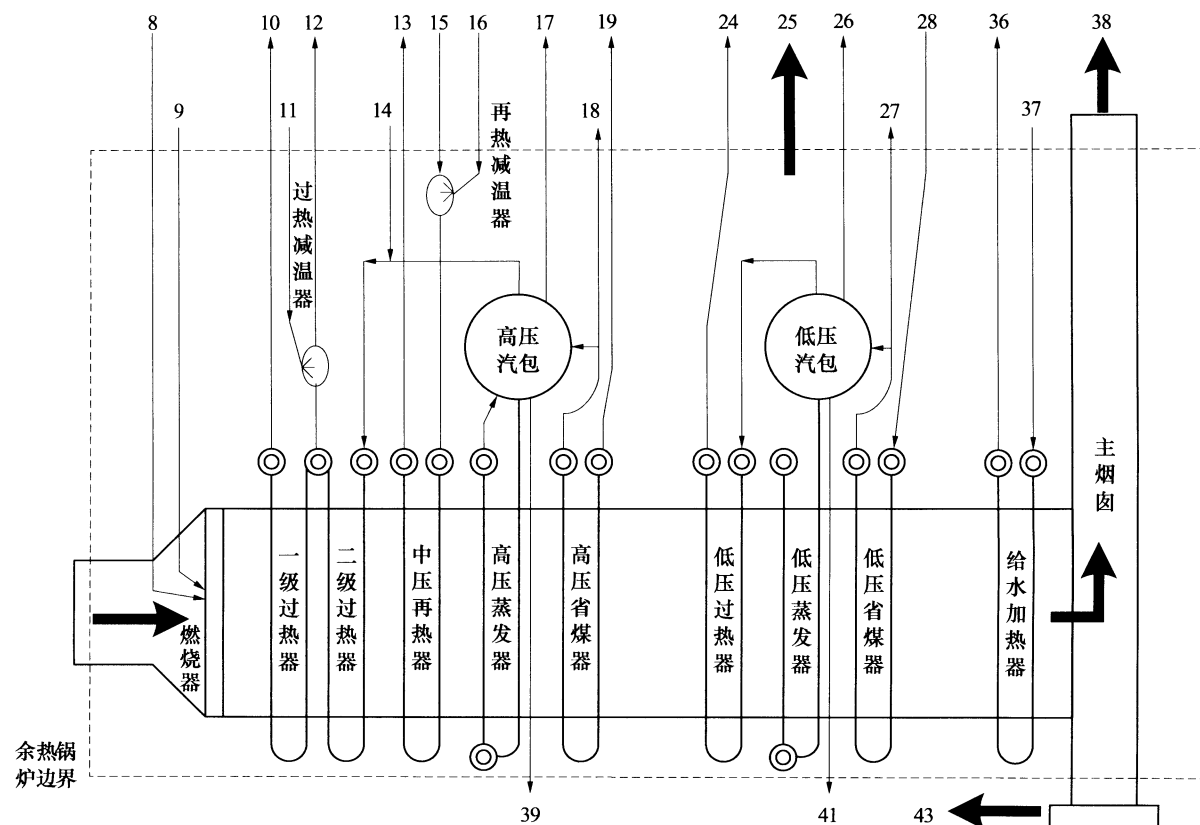 8
10
12
13
15
16
17
19
24
25
26
28
36
38
9
11
14
18
27
37
再热减温器
过热减温器
高压
汽包
低压
汽包
主烟囱
燃烧器
一级过热器
二级过热器
中压再热器
高压蒸发器
高压省煤器
低压过热器
低压蒸发器
低压省煤器
给水加热器
余热锅
炉边界
39
41
43